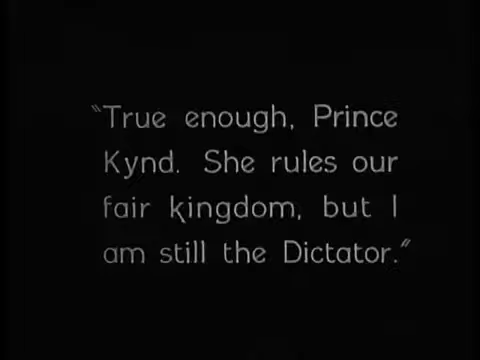 “True enough, Prince
Kynd. She rules our
fair kingdom, but I
am still the Dictator.”